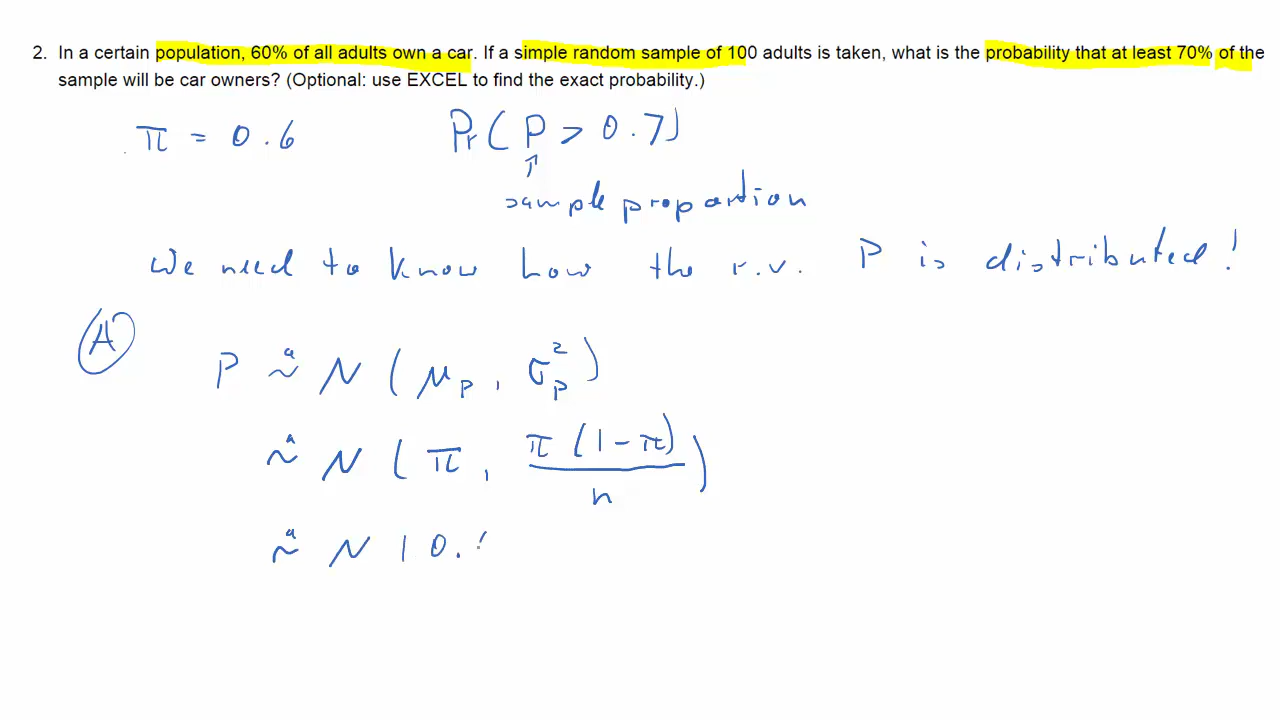 2. In a certain population, 60% of all adults own a car. If a simple random sample of 100 adults is taken, what is the probability that at least 70% of the
sample will be car owners? (Optional: use EXCEL to find the exact probability.)
π = 0.6 Pr(P > 0.7)
↑
sample proportion
We need to know how the r.v. P is distributed!
Ⓐ
P ~ᵃ N(μ_P, σ_P²)
~ᵃ N(π, π(1-π)/n)
~ᵃ N(0.